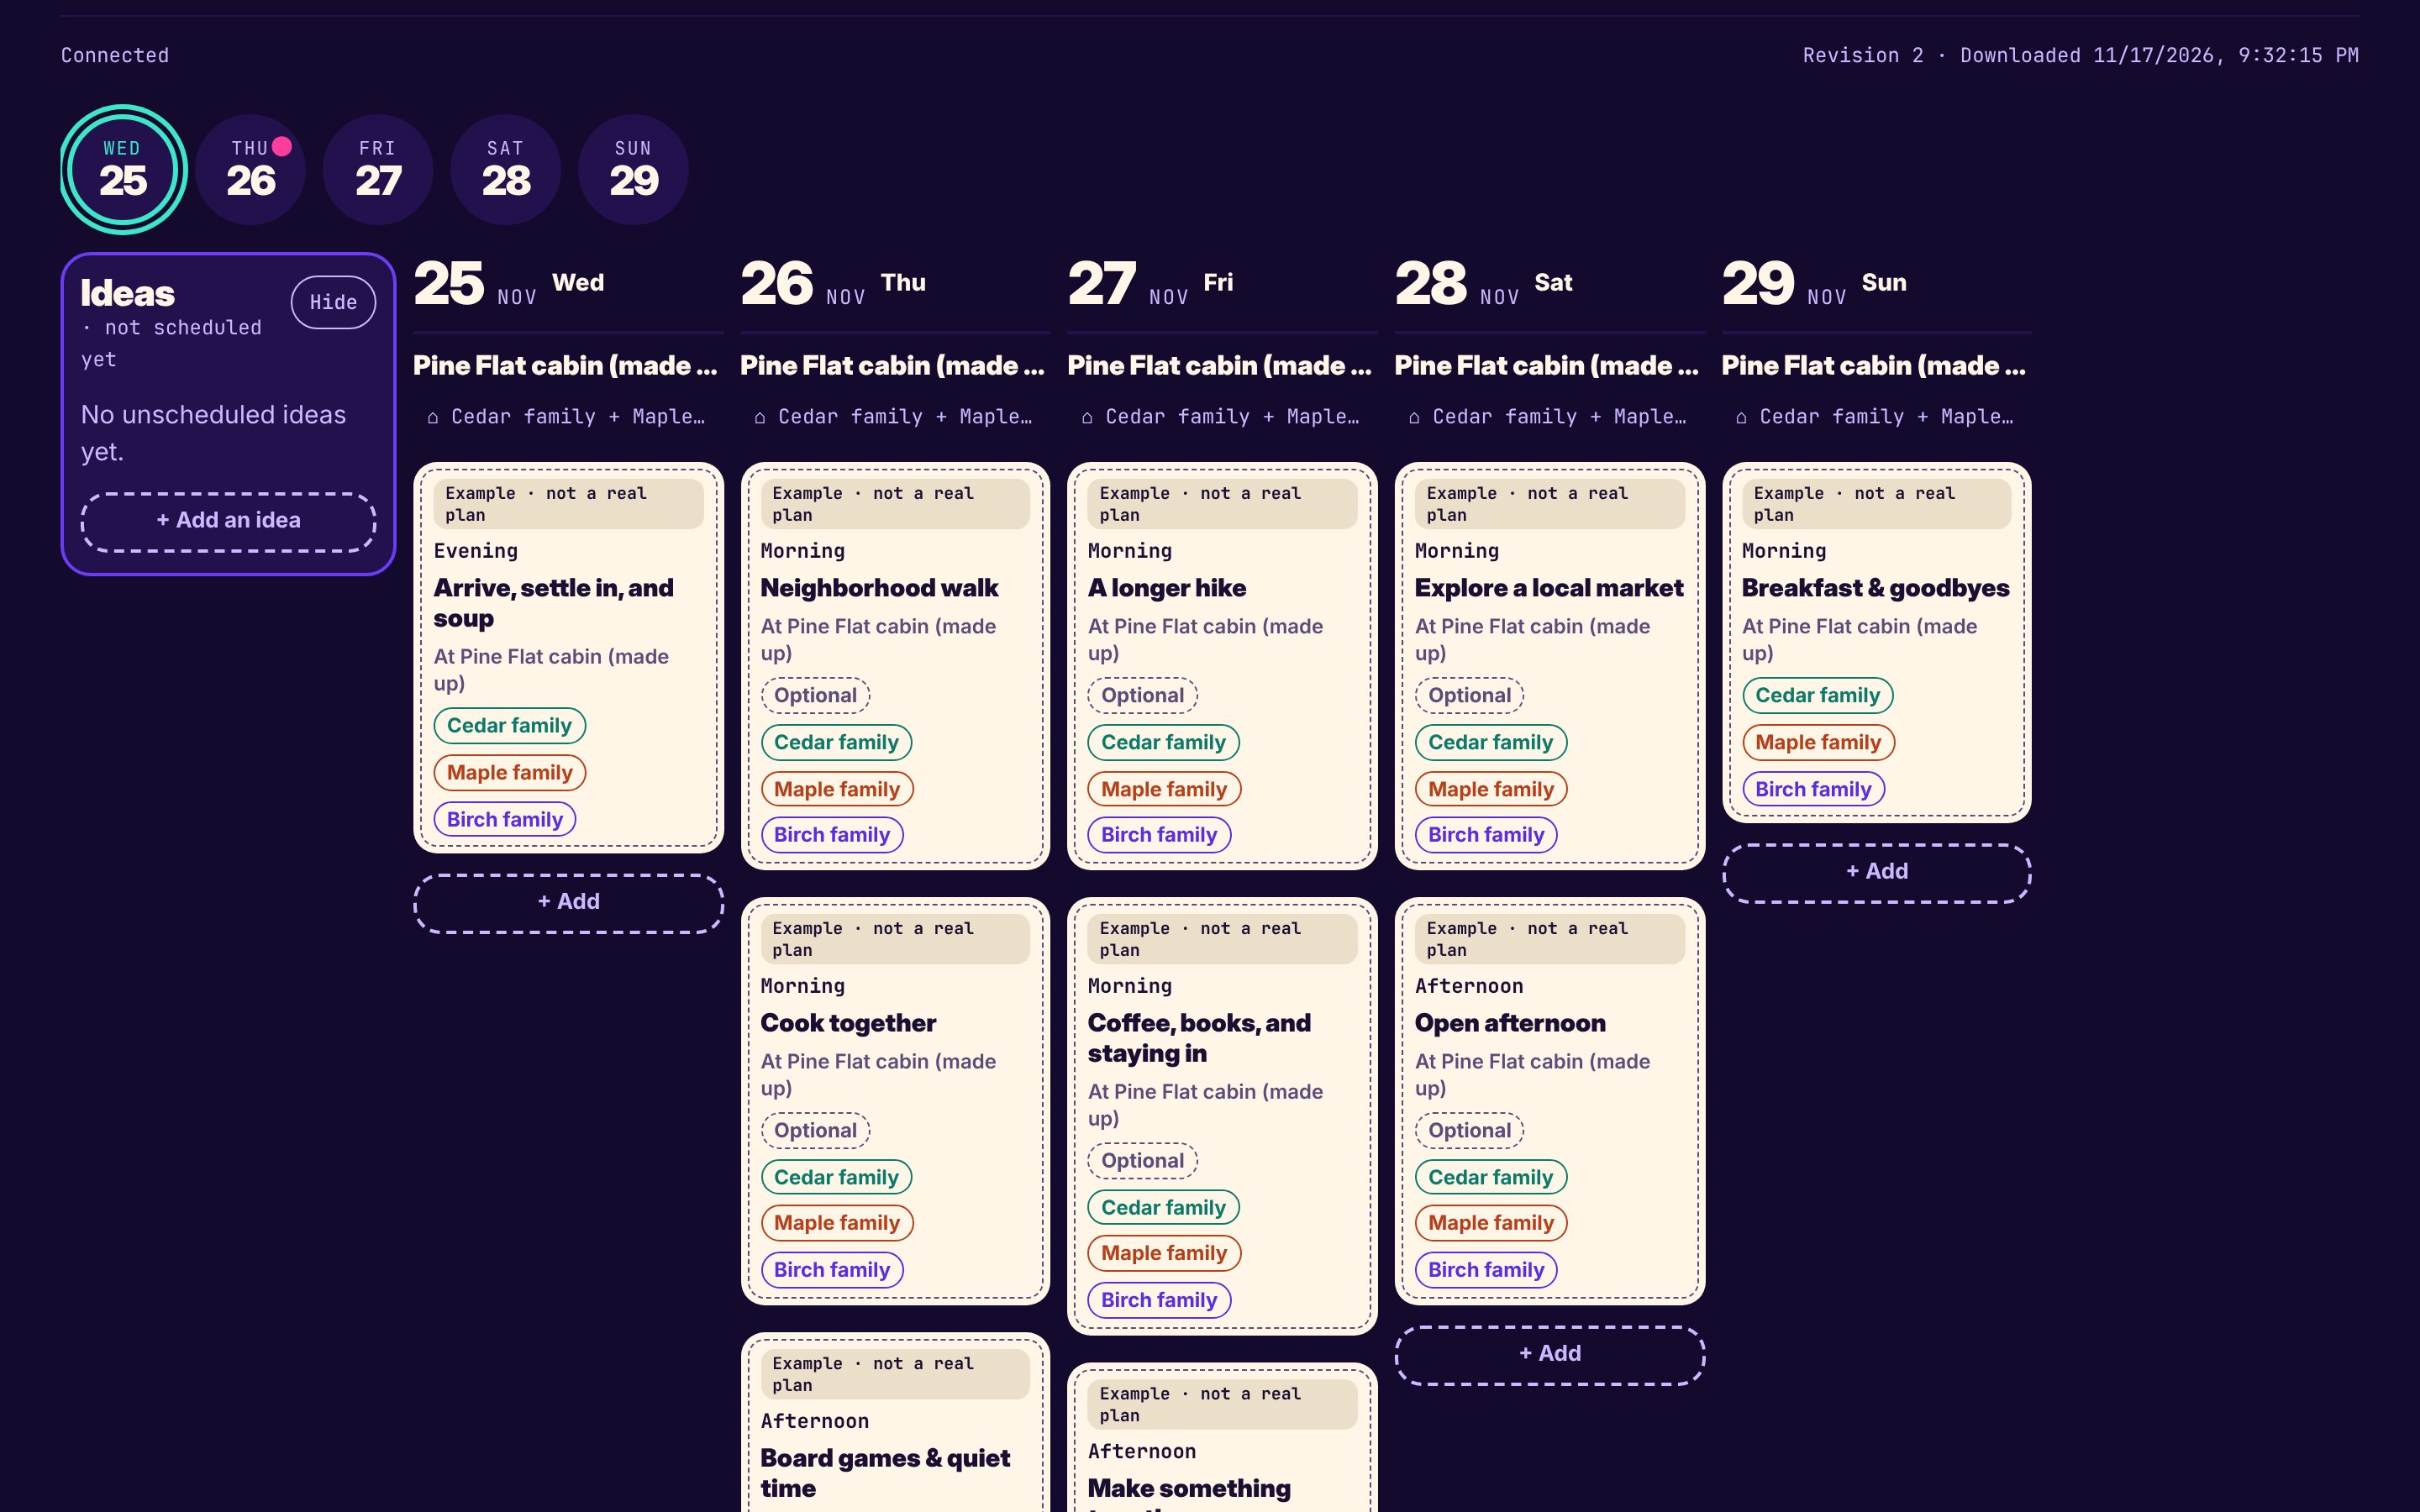 Connected
Revision 2 · Downloaded 11/17/2026, 9:32:15 PM
WED
25
THU
26
FRI
27
SAT
28
SUN
29
Ideas
· not scheduled
yet
Hide
No unscheduled ideas
yet.
+ Add an idea
25 NOV Wed
Pine Flat cabin (made ...
⌂ Cedar family + Maple…
Example · not a real
plan
Evening
Arrive, settle in, and
soup
At Pine Flat cabin (made
up)
Cedar family
Maple family
Birch family
+ Add
26 NOV Thu
Pine Flat cabin (made ...
⌂ Cedar family + Maple…
Example · not a real
plan
Morning
Neighborhood walk
At Pine Flat cabin (made
up)
Optional
Cedar family
Maple family
Birch family
Example · not a real
plan
Morning
Cook together
At Pine Flat cabin (made
up)
Optional
Cedar family
Maple family
Birch family
Example · not a real
plan
Afternoon
Board games & quiet
time
27 NOV Fri
Pine Flat cabin (made ...
⌂ Cedar family + Maple…
Example · not a real
plan
Morning
A longer hike
At Pine Flat cabin (made
up)
Optional
Cedar family
Maple family
Birch family
Example · not a real
plan
Morning
Coffee, books, and
staying in
At Pine Flat cabin (made
up)
Optional
Cedar family
Maple family
Birch family
Example · not a real
plan
Afternoon
Make something
28 NOV Sat
Pine Flat cabin (made ...
⌂ Cedar family + Maple…
Example · not a real
plan
Morning
Explore a local market
At Pine Flat cabin (made
up)
Optional
Cedar family
Maple family
Birch family
Example · not a real
plan
Afternoon
Open afternoon
At Pine Flat cabin (made
up)
Optional
Cedar family
Maple family
Birch family
+ Add
29 NOV Sun
Pine Flat cabin (made ...
⌂ Cedar family + Maple…
Example · not a real
plan
Morning
Breakfast & goodbyes
At Pine Flat cabin (made
up)
Cedar family
Maple family
Birch family
+ Add